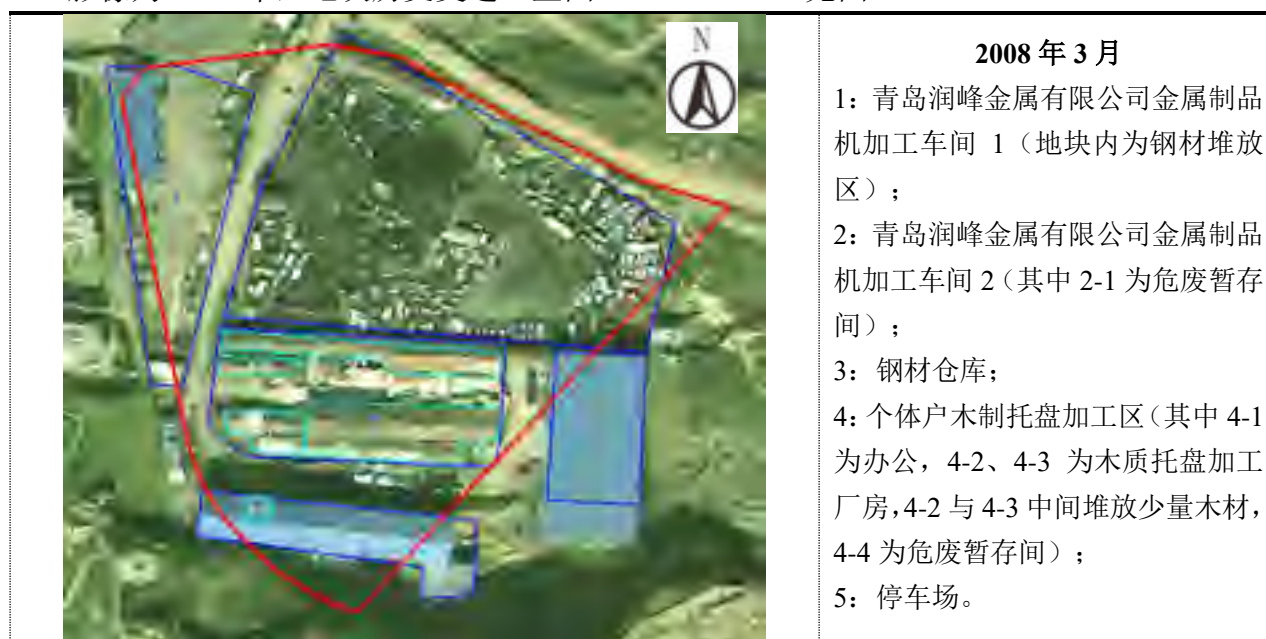 N
2008 年 3 月
1：青岛润峰金属有限公司金属制品
机加工车间 1（地块内为钢材堆放
区）；
2：青岛润峰金属有限公司金属制品
机加工车间 2（其中 2-1 为危废暂存
间）；
3：钢材仓库；
4：个体户木制托盘加工区（其中 4-1
为办公，4-2、4-3 为木质托盘加工
厂房，4-2 与 4-3 中间堆放少量木材，
4-4 为危废暂存间）；
5：停车场。